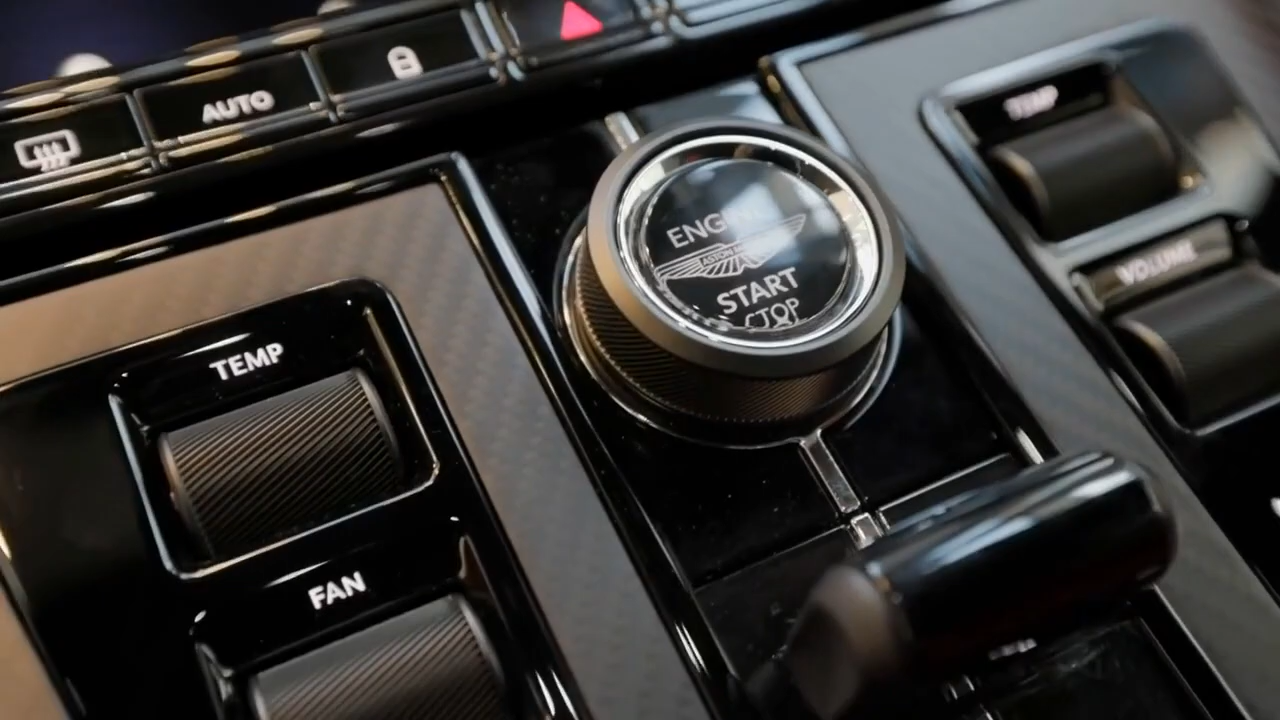 AUTO
TEMP
ENGINE
ASTON MARTIN
START
STOP
VOLUME
TEMP
FAN